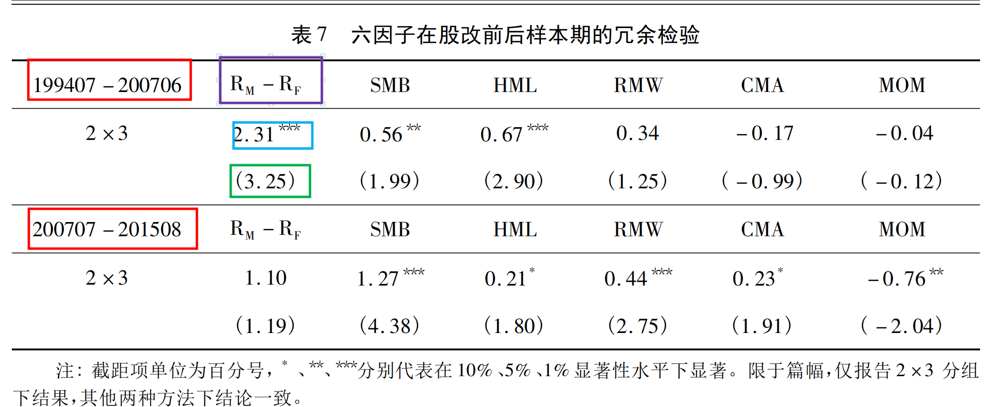 表 7 六因子在股改前后样本期的冗余检验
199407 -200706 RM - RF SMB HML RMW CMA MOM
2 ×3 2.31*** 0.56** 0.67*** 0.34 -0.17 -0.04
(3.25) (1.99) (2.90) (1.25) ( -0.99) ( -0.12)
200707 -201508 RM - RF SMB HML RMW CMA MOM
2 ×3 1.10 1.27*** 0.21* 0.44*** 0.23* -0.76**
(1.19) (4.38) (1.80) (2.75) (1.91) ( -2.04)
注: 截距项单位为百分号,* 、**、***分别代表在 10% 、5% 、1% 显著性水平下显著。限于篇幅,仅报告 2 ×3 分组
下结果,其他两种方法下结论一致。